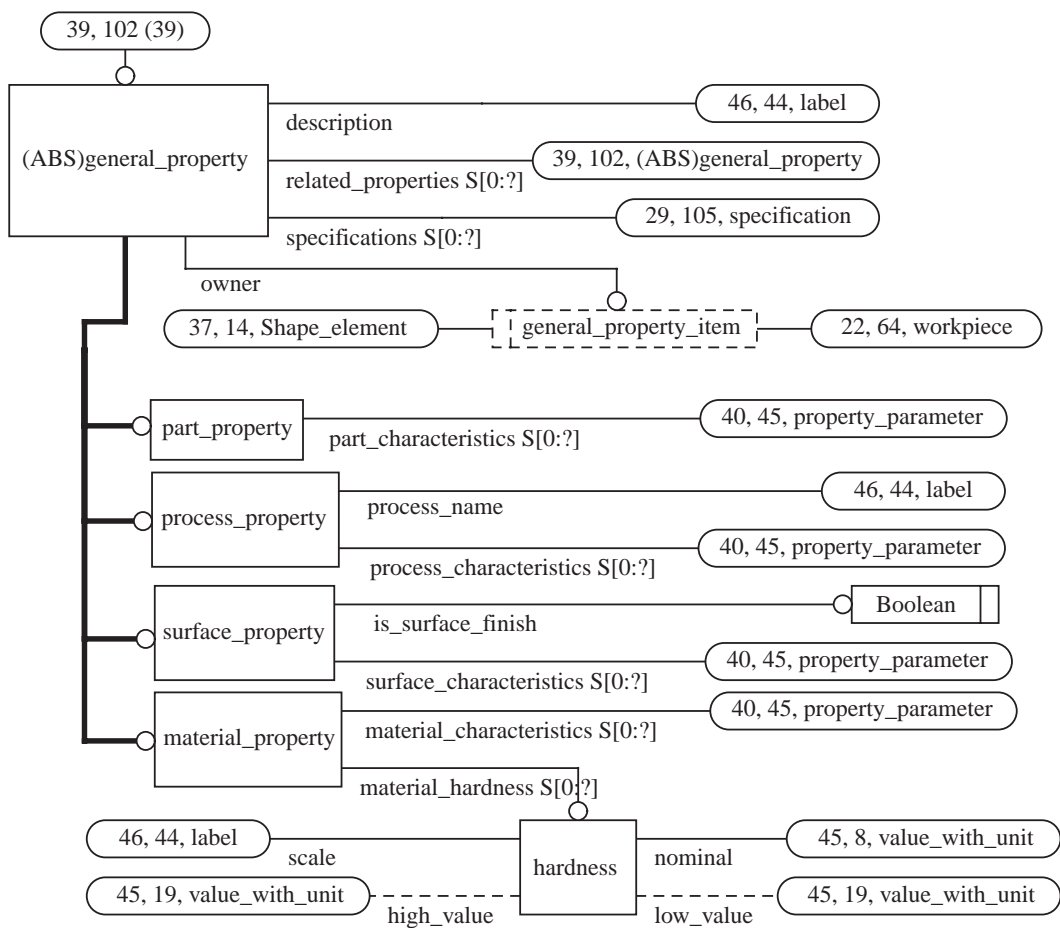 39, 102 (39)
(ABS)general_property
46, 44, label
description
39, 102, (ABS)general_property
related_properties S[0:?]
29, 105, specification
specifications S[0:?]
owner
37, 14, Shape_element
general_property_item
22, 64, workpiece
part_property
40, 45, property_parameter
part_characteristics S[0:?]
process_property
46, 44, label
process_name
40, 45, property_parameter
process_characteristics S[0:?]
surface_property
Boolean
is_surface_finish
40, 45, property_parameter
surface_characteristics S[0:?]
material_property
40, 45, property_parameter
material_characteristics S[0:?]
material_hardness S[0:?]
46, 44, label
scale
hardness
nominal
45, 8, value_with_unit
45, 19, value_with_unit
high_value
low_value
45, 19, value_with_unit